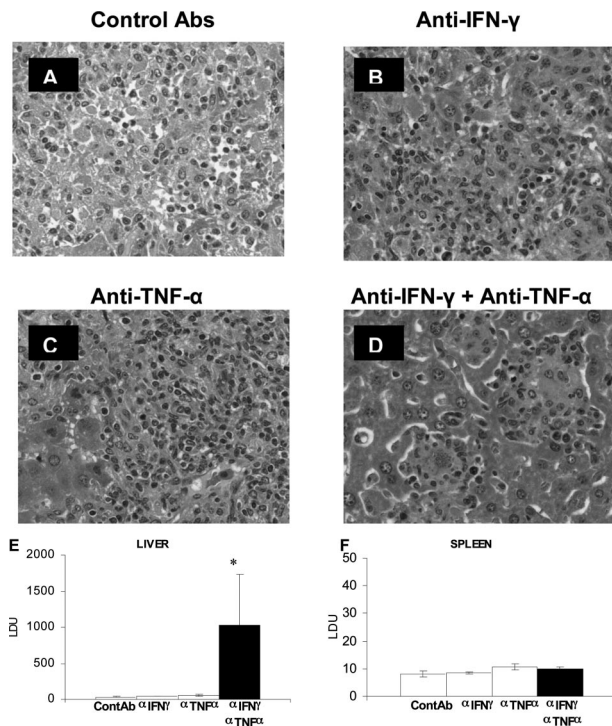 Control Abs
Anti-IFN-γ
A
B
Anti-TNF-α
Anti-IFN-γ + Anti-TNF-α
C
D
E
LIVER
2000
1500
1000
500
0
LDU
*
ContAb
αIFNγ
αTNFα
αIFNγ
αTNFα
F
SPLEEN
50
40
30
20
10
0
LDU
ContAb
αIFNγ
αTNFα
αIFNγ
αTNFα